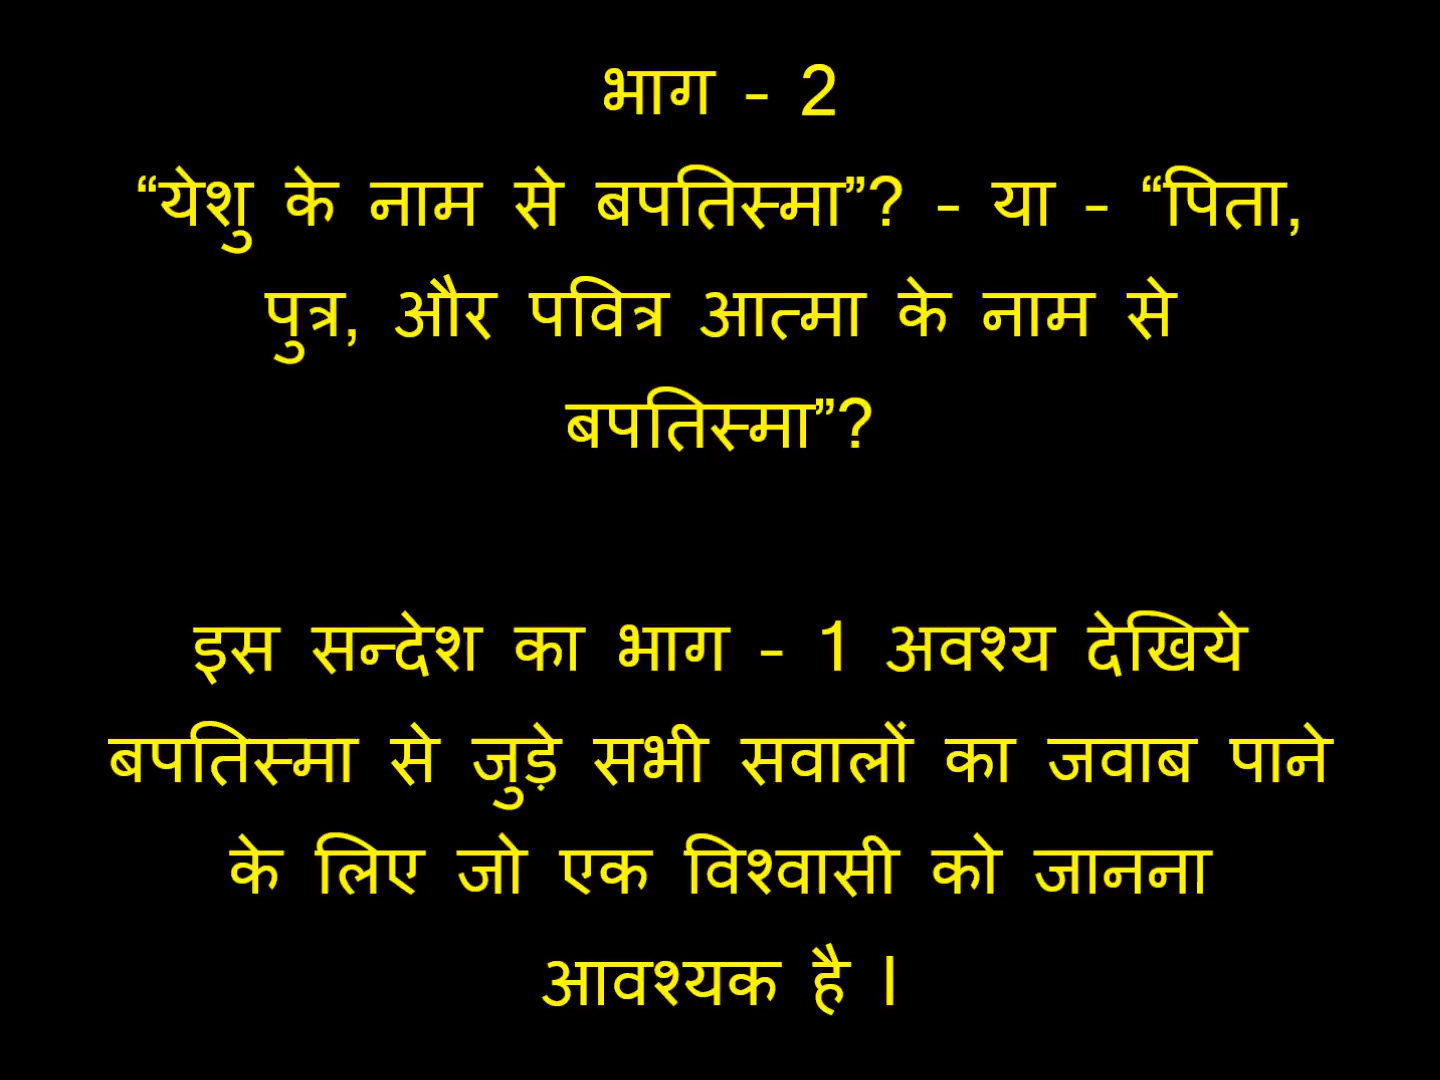 भाग - 2
“येशु के नाम से बपतिस्मा”? - या - “पिता,
पुत्र, और पवित्र आत्मा के नाम से
बपतिस्मा”?
इस सन्देश का भाग - 1 अवश्य देखिये
बपतिस्मा से जुड़े सभी सवालों का जवाब पाने
के लिए जो एक विश्वासी को जानना
आवश्यक है |